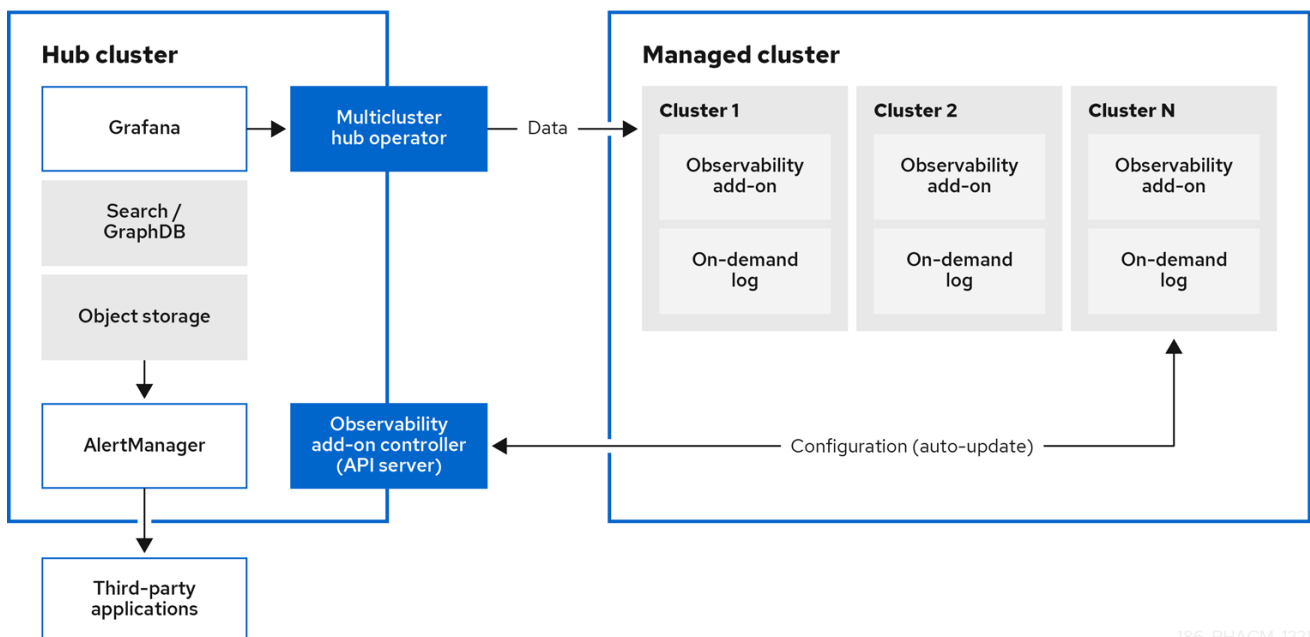 Hub cluster
Grafana
Multicluster
hub operator
Data
Search /
GraphDB
Object storage
AlertManager
Observability
add-on controller
(API server)
Third-party
applications
Managed cluster
Cluster 1
Observability
add-on
On-demand
log
Cluster 2
Observability
add-on
On-demand
log
Cluster N
Observability
add-on
On-demand
log
Configuration (auto-update)